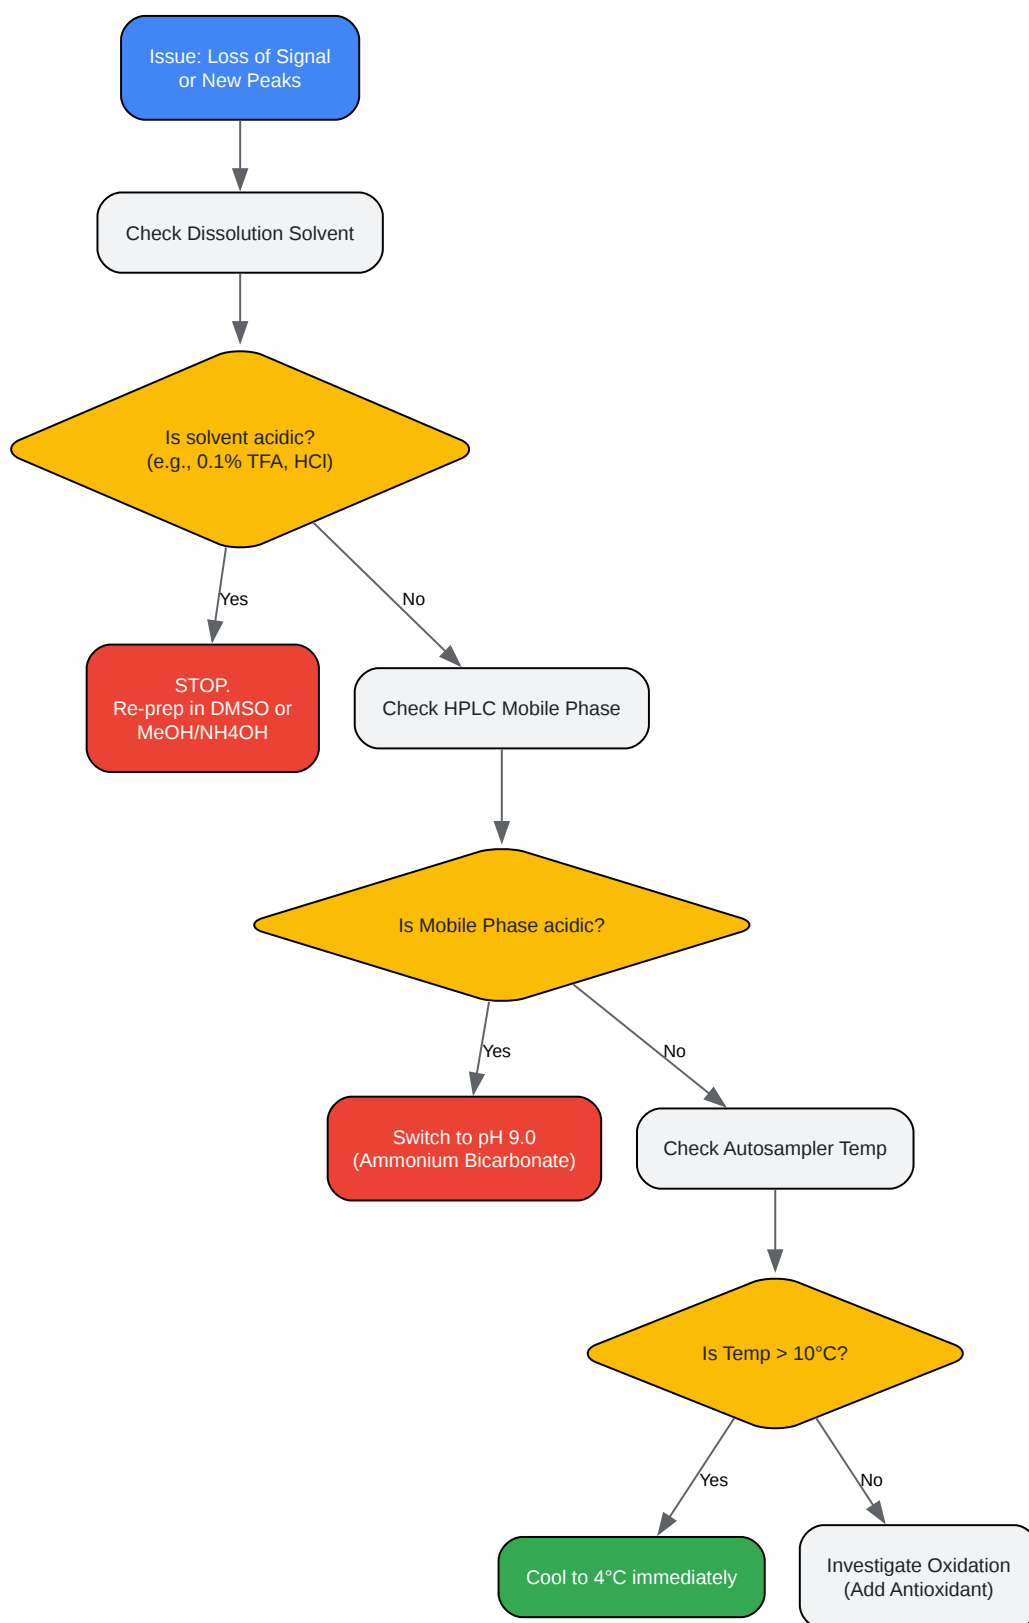 Issue: Loss of Signal
or New Peaks
Check Dissolution Solvent
Is solvent acidic?
(e.g., 0.1% TFA, HCl)
Yes
No
STOP.
Re-prep in DMSO or
MeOH/NH4OH
Check HPLC Mobile Phase
Is Mobile Phase acidic?
Yes
No
Switch to pH 9.0
(Ammonium Bicarbonate)
Check Autosampler Temp
Is Temp > 10°C?
Yes
No
Cool to 4°C immediately
Investigate Oxidation
(Add Antioxidant)